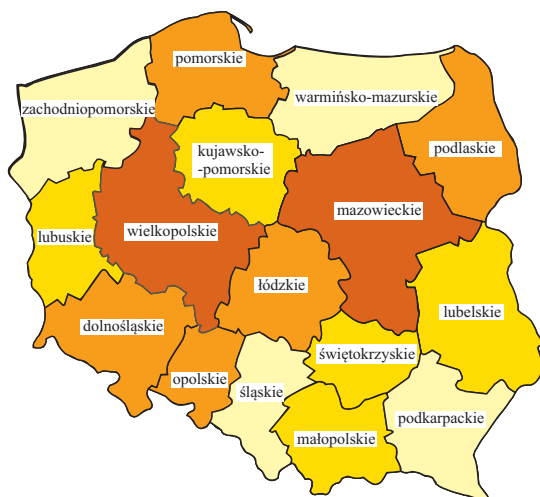 pomorskie
warmińsko-mazurskie
zachodniopomorskie
kujawsko-
-pomorskie
podlaskie
mazowieckie
wielkopolskie
lubuskie
łódzkie
lubelskie
dolnośląskie
świętokrzyskie
opolskie
śląskie
podkarpackie
małopolskie